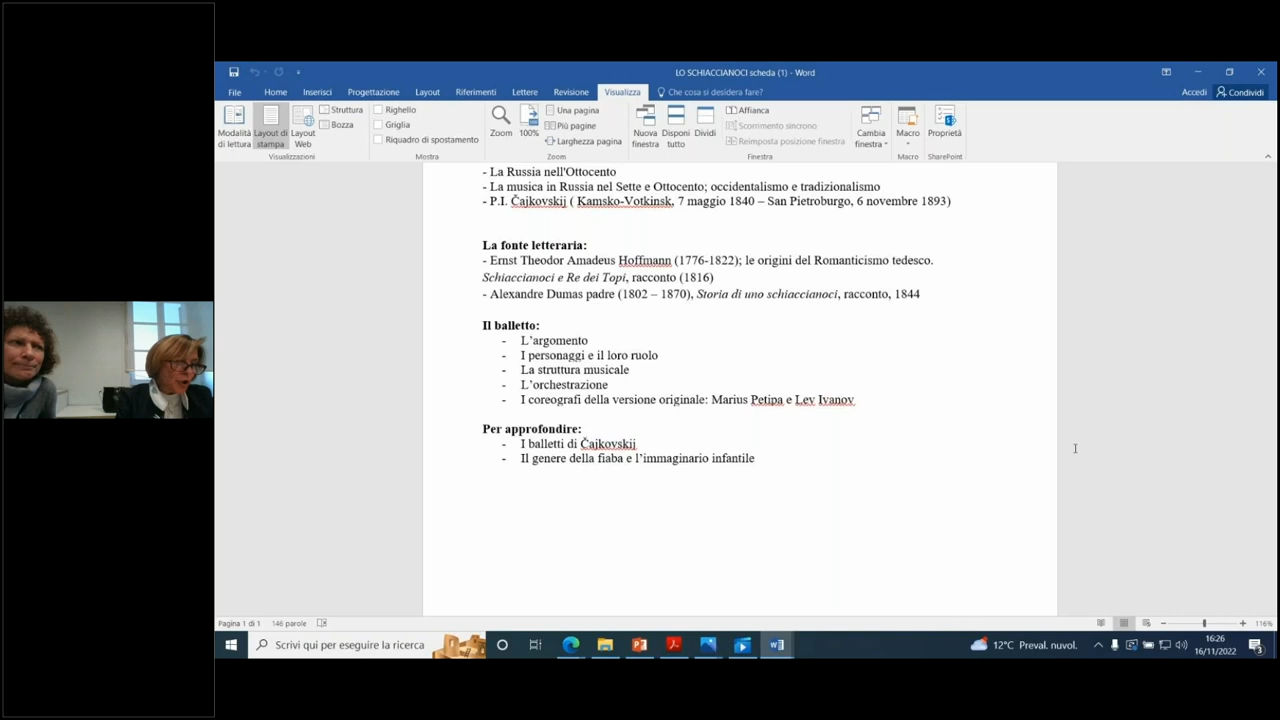 LO SCHIACCIANOCI scheda (1) - Word
File Home Inserisci Progettazione Layout Riferimenti Lettere Revisione Visualizza Che cosa si desidera fare? Accedi Condividi
Modalità di lettura
Layout di stampa
Layout Web
Struttura
Bozza
Visualizzazioni
Righello
Griglia
Riquadro di spostamento
Mostra
Zoom
100%
Una pagina
Più pagine
Larghezza pagina
Zoom
Nuova finestra
Disponi tutto
Dividi
Affianca
Scorrimento sincrono
Reimposta posizione finestra
Finestra
Cambia finestra
Macro
Macro
Proprietà
SharePoint
- La Russia nell'Ottocento
- La musica in Russia nel Sette e Ottocento; occidentalismo e tradizionalismo
- P.I. Čajkovskij ( Kamsko-Votkinsk, 7 maggio 1840 – San Pietroburgo, 6 novembre 1893)
La fonte letteraria:
- Ernst Theodor Amadeus Hoffmann (1776-1822); le origini del Romanticismo tedesco.
Schiaccianoci e Re dei Topi, racconto (1816)
- Alexandre Dumas padre (1802 – 1870), Storia di uno schiaccianoci, racconto, 1844
Il balletto:
- L'argomento
- I personaggi e il loro ruolo
- La struttura musicale
- L'orchestrazione
- I coreografi della versione originale: Marius Petipa e Lev Ivanov
Per approfondire:
- I balletti di Čajkovskij
- Il genere della fiaba e l'immaginario infantile
Pagina 1 di 1 146 parole 116%
Scrivi qui per eseguire la ricerca
12°C Preval. nuvol.
16:26
16/11/2022
3